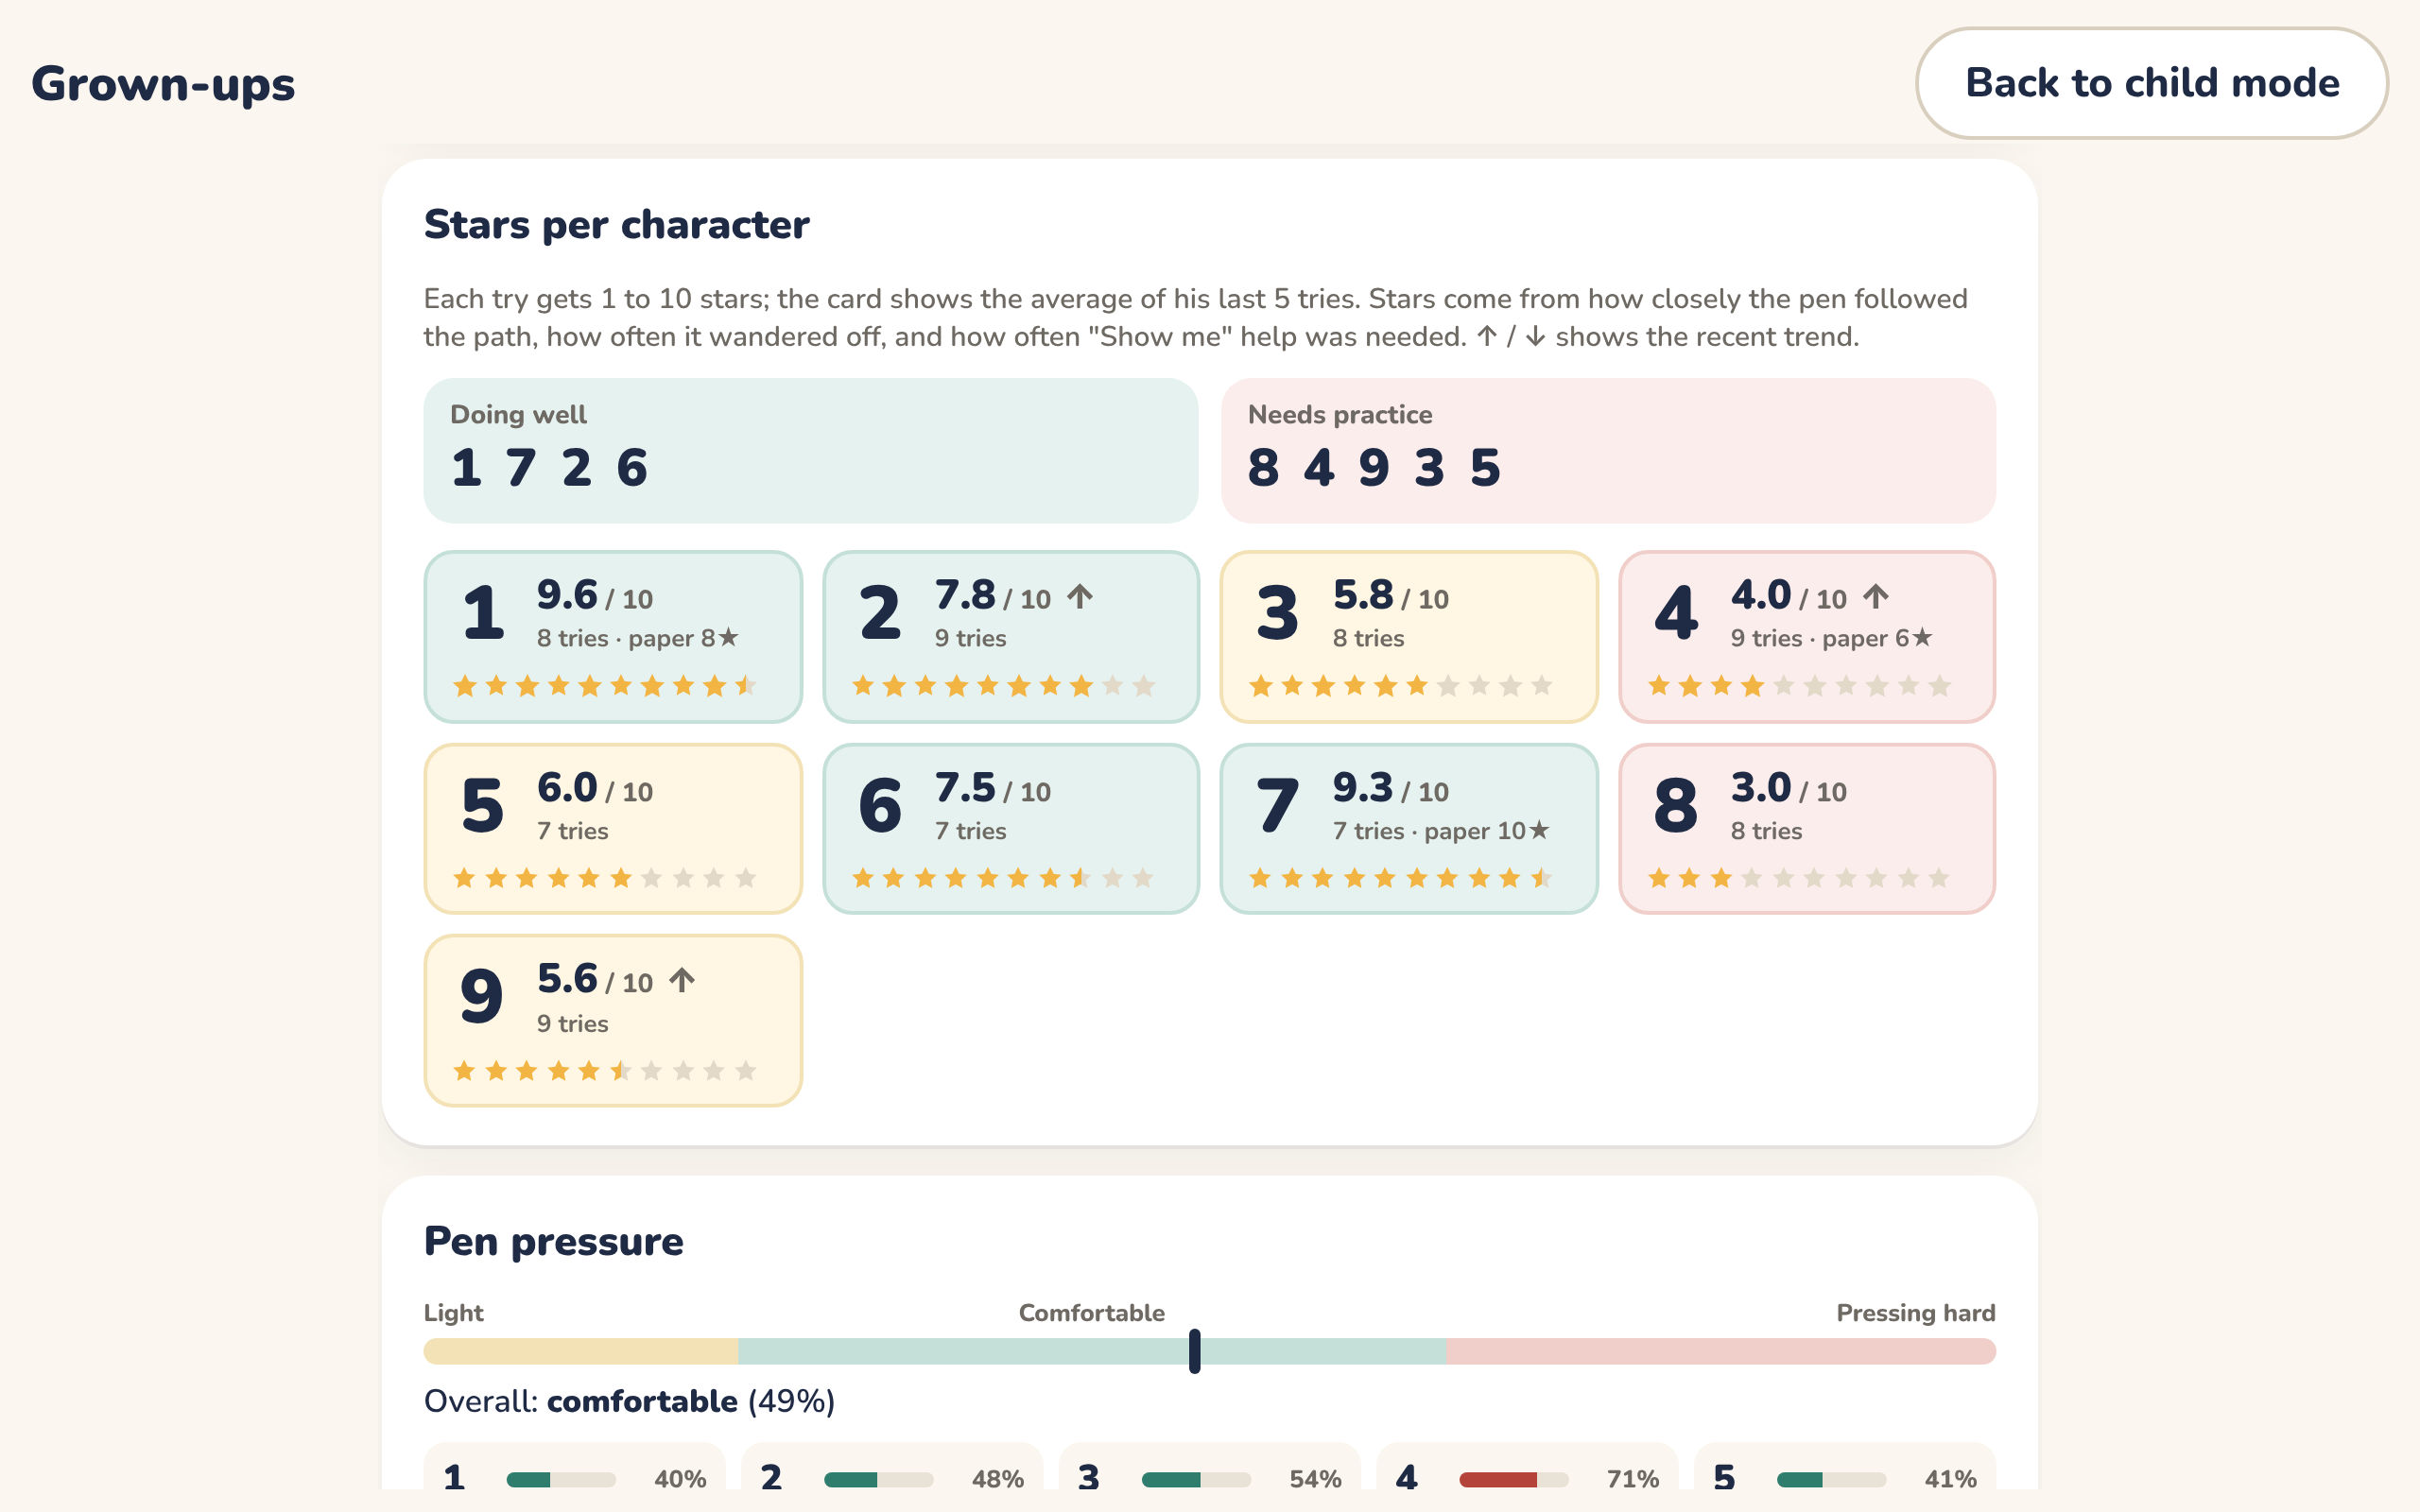 Grown-ups
Back to child mode
Stars per character
Each try gets 1 to 10 stars; the card shows the average of his last 5 tries. Stars come from how closely the pen followed
the path, how often it wandered off, and how often "Show me" help was needed. ↑ / ↓ shows the recent trend.
Doing well
1 7 2 6
Needs practice
8 4 9 3 5
1
9.6 / 10
8 tries · paper 8★
2
7.8 / 10 ↑
9 tries
3
5.8 / 10
8 tries
4
4.0 / 10 ↑
9 tries · paper 6★
5
6.0 / 10
7 tries
6
7.5 / 10
7 tries
7
9.3 / 10
7 tries · paper 10★
8
3.0 / 10
8 tries
9
5.6 / 10 ↑
9 tries
Pen pressure
Light
Comfortable
Pressing hard
Overall: comfortable (49%)
1 40%
2 48%
3 54%
4 71%
5 41%